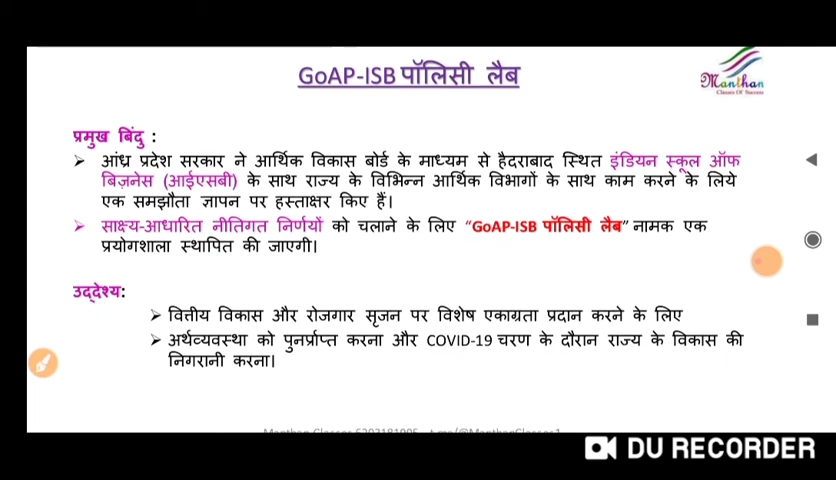 GoAP-ISB पॉलिसी लैब
Manthan
Classes Of Success
प्रमुख बिंदु :
आंध्र प्रदेश सरकार ने आर्थिक विकास बोर्ड के माध्यम से हैदराबाद स्थित इंडियन स्कूल ऑफ
बिज़नेस (आईएसबी) के साथ राज्य के विभिन्न आर्थिक विभागों के साथ काम करने के लिये
एक समझौता ज्ञापन पर हस्ताक्षर किए हैं।
साक्ष्य-आधारित नीतिगत निर्णयों को चलाने के लिए “GoAP-ISB पॉलिसी लैब” नामक एक
प्रयोगशाला स्थापित की जाएगी।
उद्देश्य:
वित्तीय विकास और रोजगार सृजन पर विशेष एकाग्रता प्रदान करने के लिए
अर्थव्यवस्था को पुनर्प्राप्त करना और COVID-19 चरण के दौरान राज्य के विकास की
निगरानी करना।
DU RECORDER